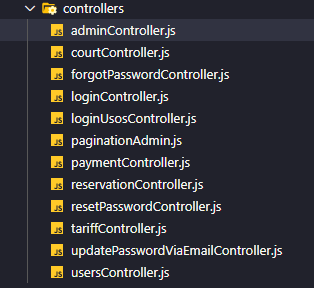 controllers
JS adminController.js
JS courtController.js
JS forgotPasswordController.js
JS loginController.js
JS loginUsosController.js
JS paginationAdmin.js
JS paymentController.js
JS reservationController.js
JS resetPasswordController.js
JS tariffController.js
JS updatePasswordViaEmailController.js
JS usersController.js